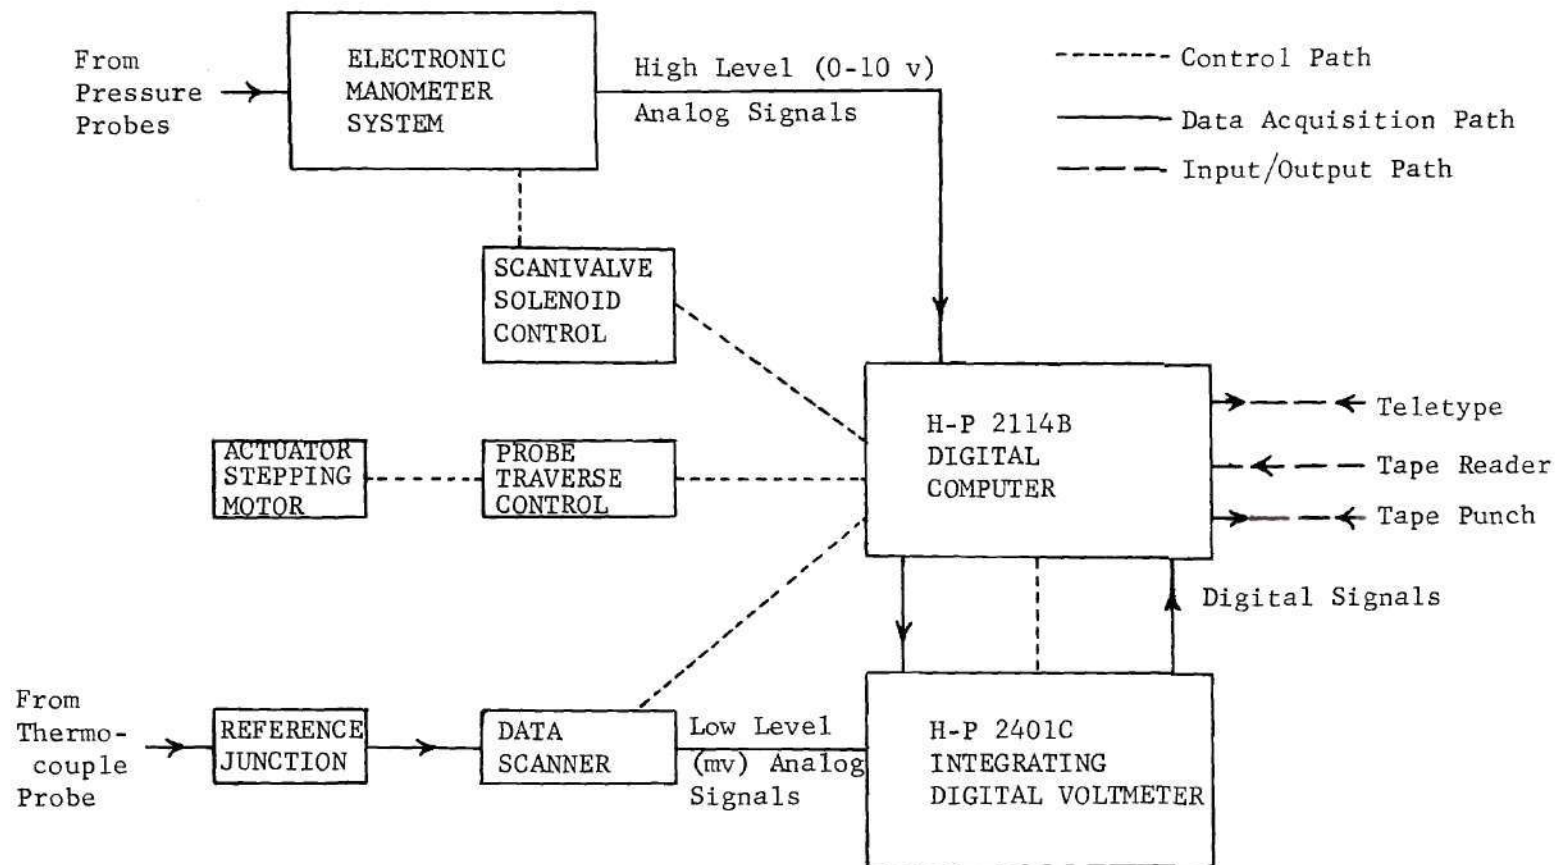 From
Pressure
Probes
ELECTRONIC
MANOMETER
SYSTEM
High Level (0-10 v)
Analog Signals
Control Path
Data Acquisition Path
Input/Output Path
SCANIVALVE
SOLENOID
CONTROL
ACTUATOR
STEPPING
MOTOR
PROBE
TRAVERSE
CONTROL
H-P 2114B
DIGITAL
COMPUTER
Teletype
Tape Reader
Tape Punch
Digital Signals
From
Thermo-
couple
Probe
REFERENCE
JUNCTION
DATA
SCANNER
Low Level
(mv) Analog
Signals
H-P 2401C
INTEGRATING
DIGITAL VOLTMETER